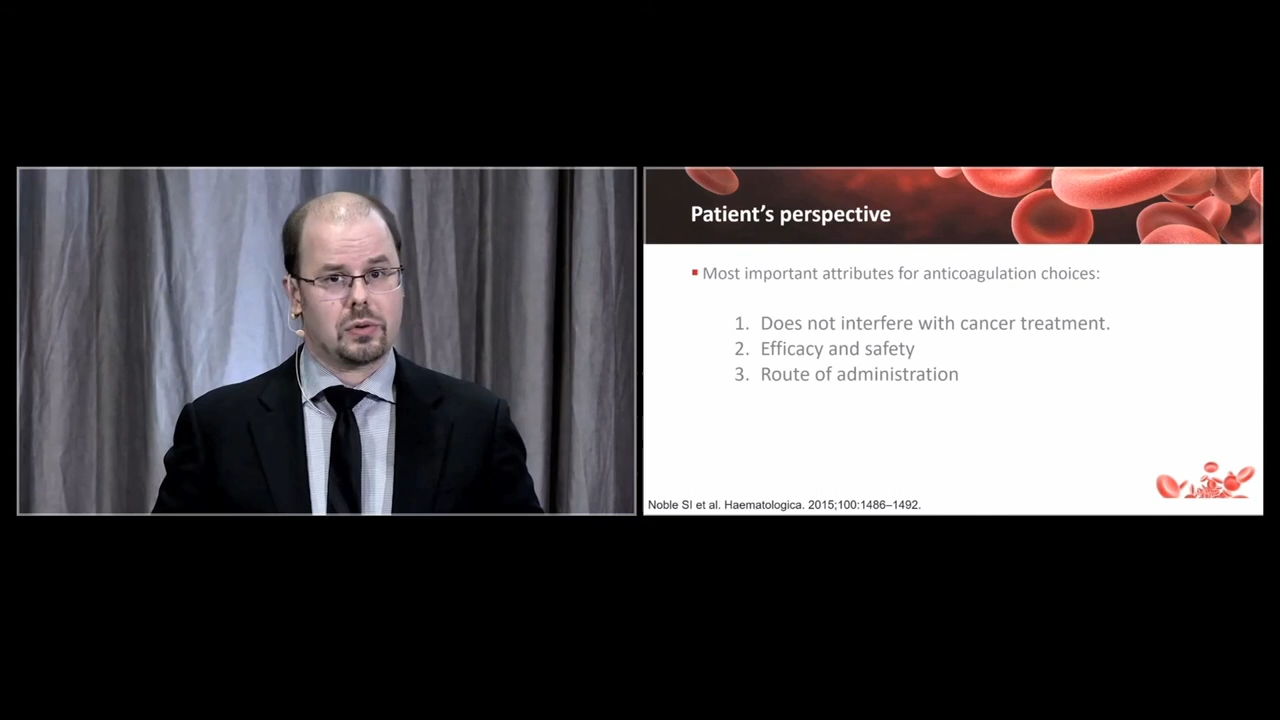 Patient's perspective
▪ Most important attributes for anticoagulation choices:
1. Does not interfere with cancer treatment.
2. Efficacy and safety
3. Route of administration
Noble SI et al. Haematologica. 2015;100:1486–1492.